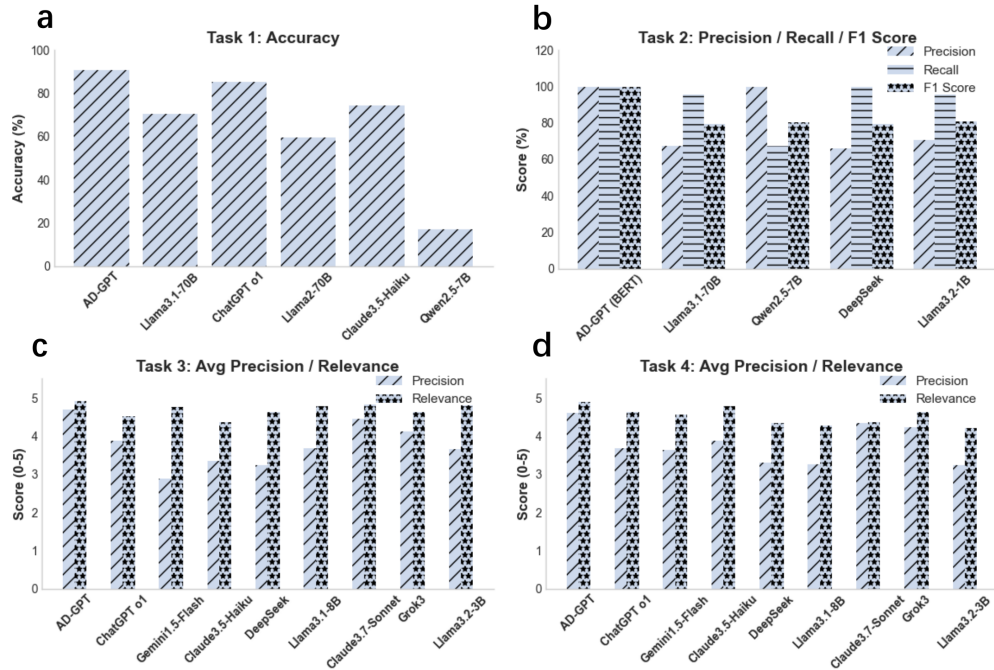 a
Task 1: Accuracy
Accuracy (%)
100
80
60
40
20
0
AD-GPT
Llama3.1-70B
ChatGPT o1
Llama2-70B
Claude3.5-Haiku
Qwen2.5-7B
b
Task 2: Precision / Recall / F1 Score
Precision
Recall
F1 Score
Score (%)
120
100
80
60
40
20
0
AD-GPT (BERT)
Llama3.1-70B
Qwen2.5-7B
DeepSeek
Llama3.2-1B
c
Task 3: Avg Precision / Relevance
Precision
Relevance
Score (0-5)
5
4
3
2
1
0
AD-GPT
ChatGPT o1
Gemini1.5-Flash
Claude3.5-Haiku
DeepSeek
Llama3.1-8B
Claude3.7-Sonnet
Grok3
Llama3.2-3B
d
Task 4: Avg Precision / Relevance
Precision
Relevance
Score (0-5)
5
4
3
2
1
0
AD-GPT
ChatGPT o1
Gemini1.5-Flash
Claude3.5-Haiku
DeepSeek
Llama3.1-8B
Claude3.7-Sonnet
Grok3
Llama3.2-3B